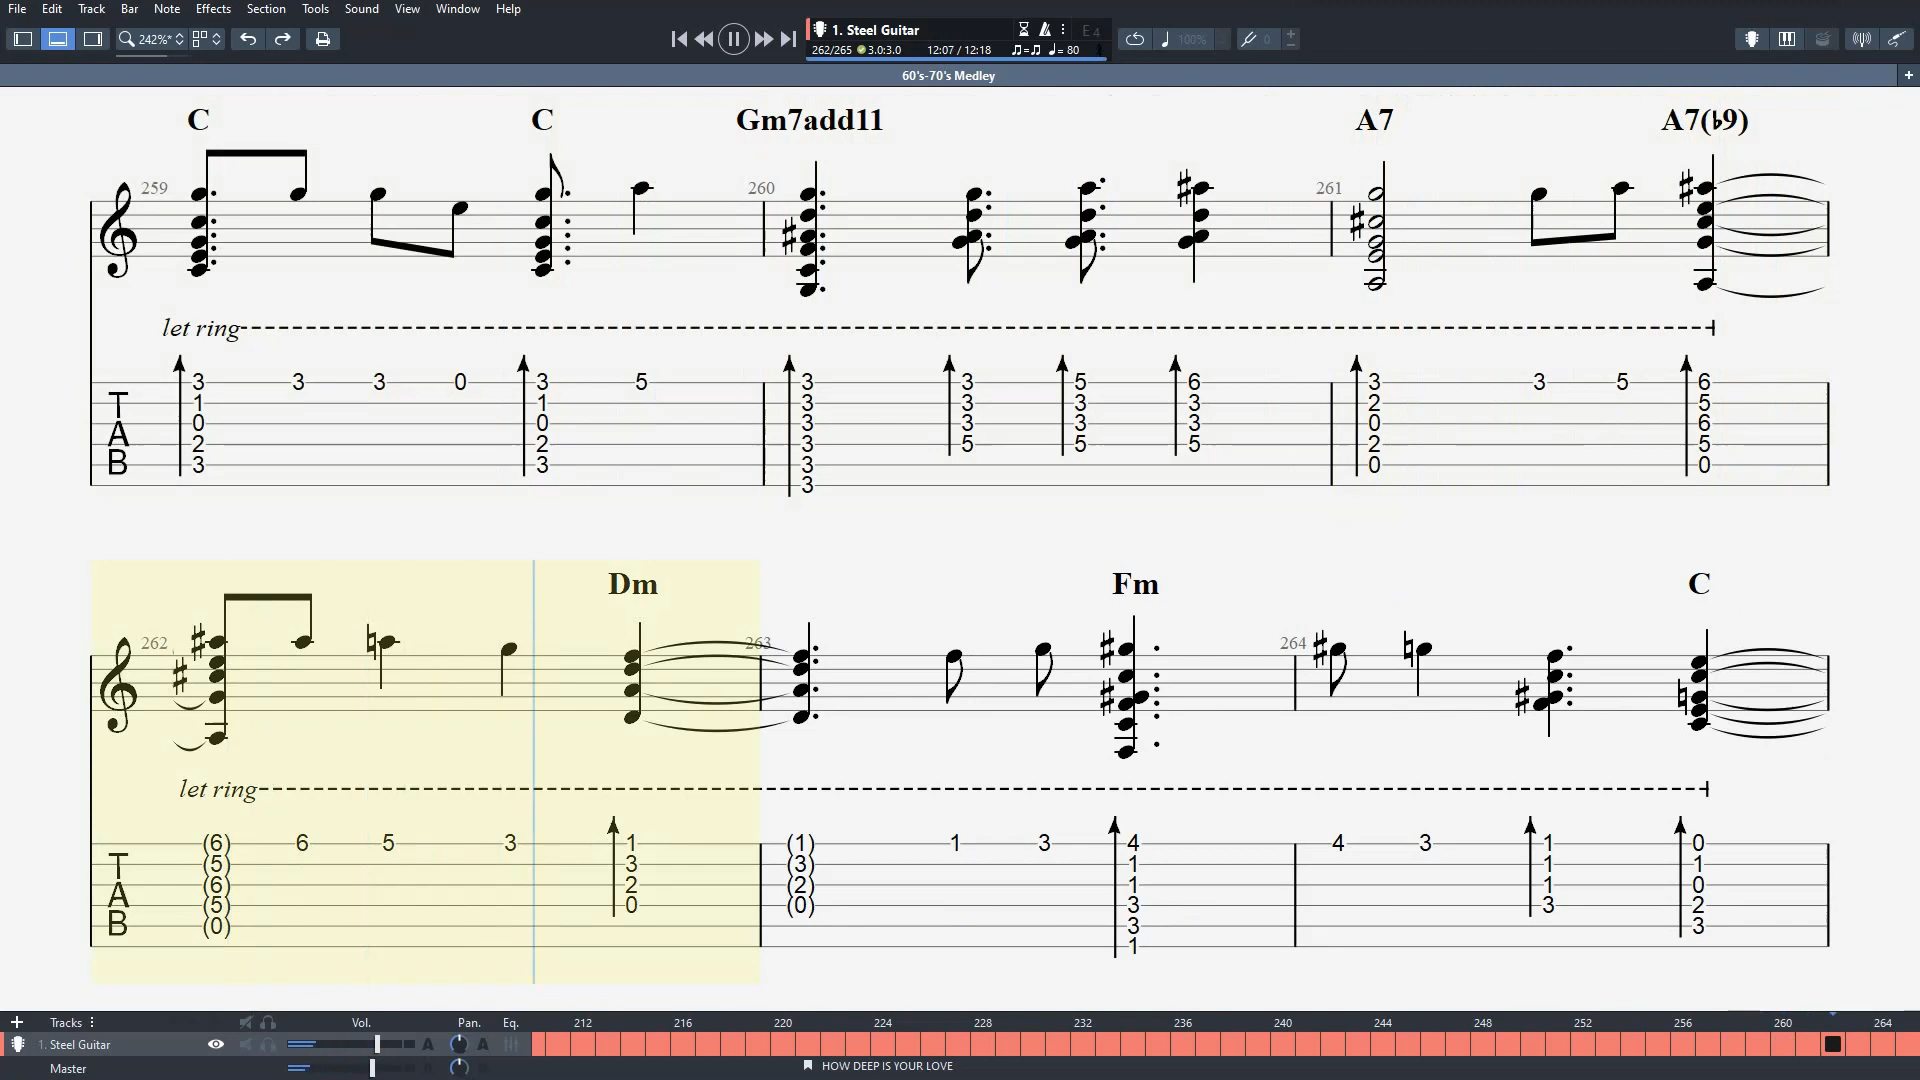 File Edit Track Bar Note Effects Section Tools Sound View Window Help
242%*
1. Steel Guitar
E 4
262/265 3.0:3.0 12:07 / 12:18 = 80
100%
0
60's-70's Medley
C C Gm7add11 A7 A7(♭9)
259 260 261
let ring
3 3 3 0 3 5 3 3 5 6 3 3 5 6
1 1 3 3 3 3 2 5
T 0 0 3 3 3 3 0 6
A 2 2 3 5 5 5 2 5
B 3 3 3 0 0
3
Dm Fm C
262 263 264
let ring
(6) 6 5 3 1 (1) 1 3 4 4 3 1 0
(5) 3 (3) 1 1 1
T (6) 2 (2) 1 1 0
A (5) 0 (0) 3 3 2
B (0) 3 3
1
Tracks Vol. Pan. Eq. 212 216 220 224 228 232 236 240 244 248 252 256 260 264
1. Steel Guitar A A
Master
HOW DEEP IS YOUR LOVE